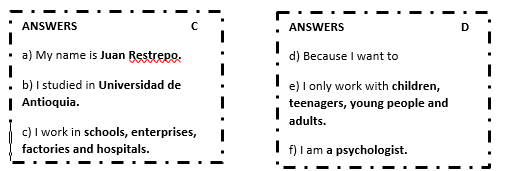 ANSWERS C
a) My name is Juan Restrepo.
b) I studied in Universidad de
Antioquia.
c) I work in schools, enterprises,
factories and hospitals.
ANSWERS D
d) Because I want to
e) I only work with children,
teenagers, young people and
adults.
f) I am a psychologist.